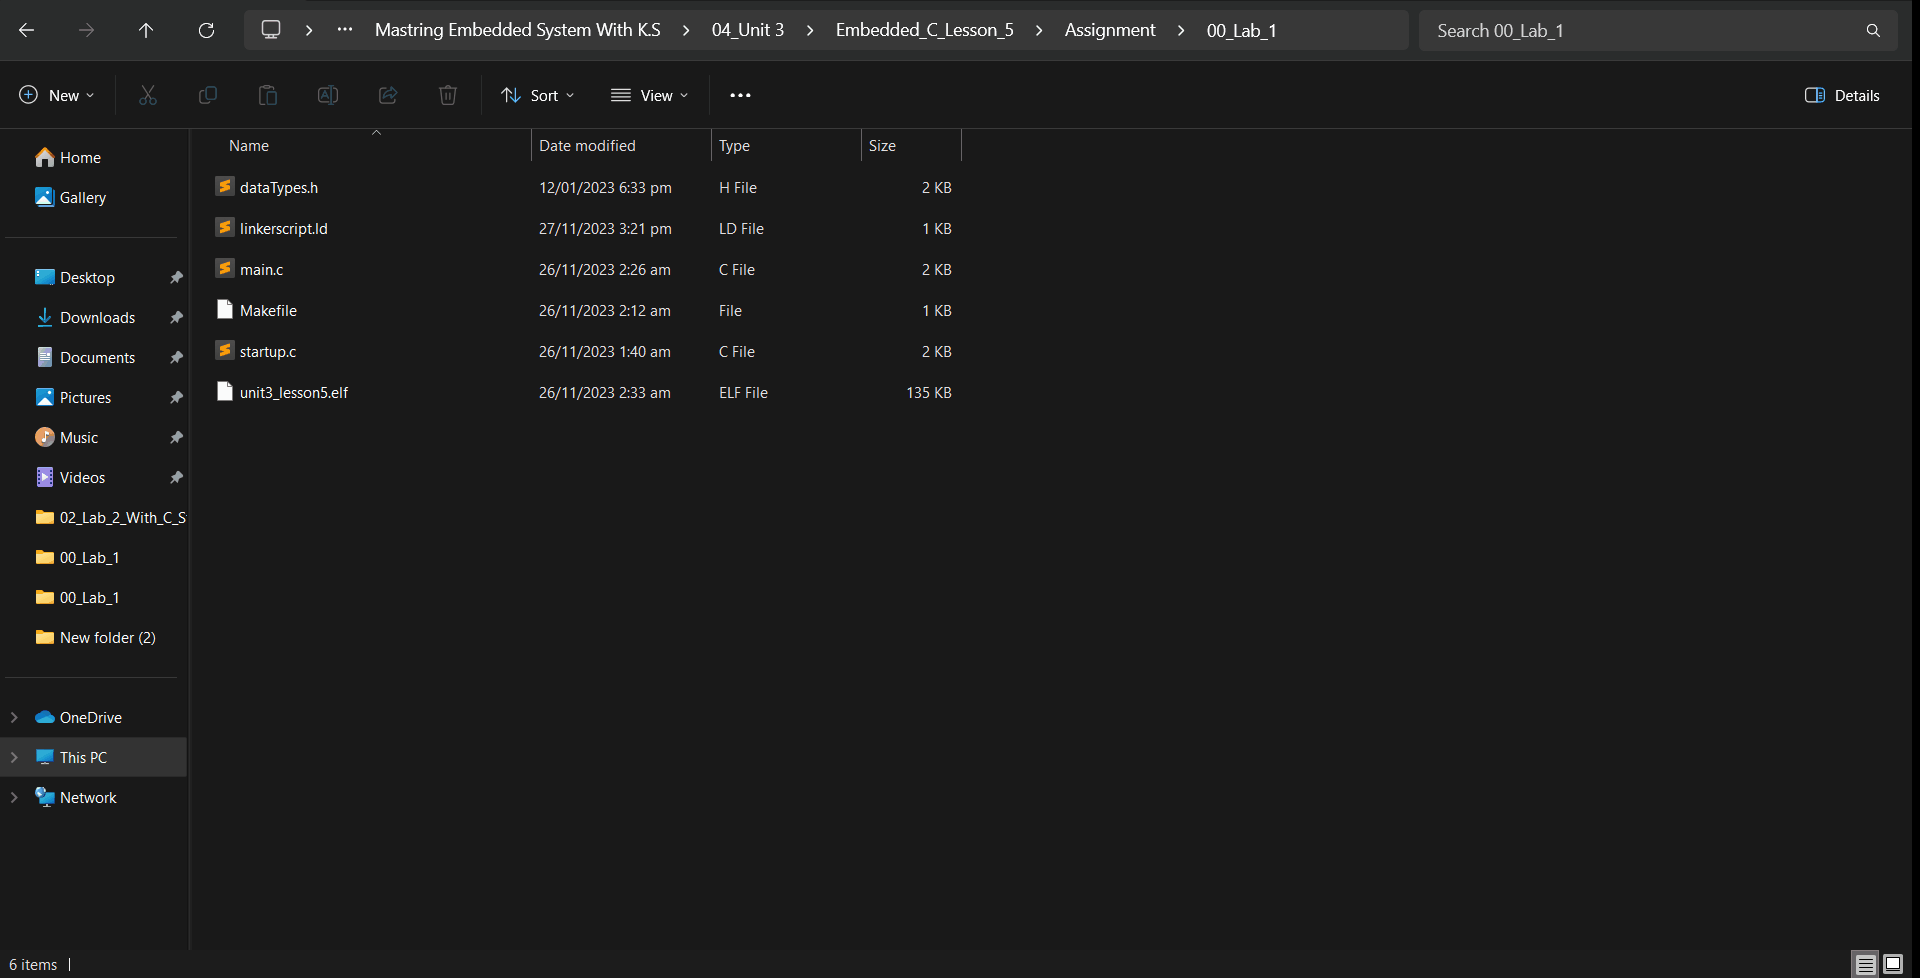 Mastring Embedded System With K.S > 04_Unit 3 > Embedded_C_Lesson_5 > Assignment > 00_Lab_1
Search 00_Lab_1
New
Sort
View
Details
Name Date modified Type Size
dataTypes.h 12/01/2023 6:33 pm H File 2 KB
linkerscript.ld 27/11/2023 3:21 pm LD File 1 KB
main.c 26/11/2023 2:26 am C File 2 KB
Makefile 26/11/2023 2:12 am File 1 KB
startup.c 26/11/2023 1:40 am C File 2 KB
unit3_lesson5.elf 26/11/2023 2:33 am ELF File 135 KB
Home
Gallery
Desktop
Downloads
Documents
Pictures
Music
Videos
02_Lab_2_With_C_S
00_Lab_1
00_Lab_1
New folder (2)
OneDrive
This PC
Network
6 items